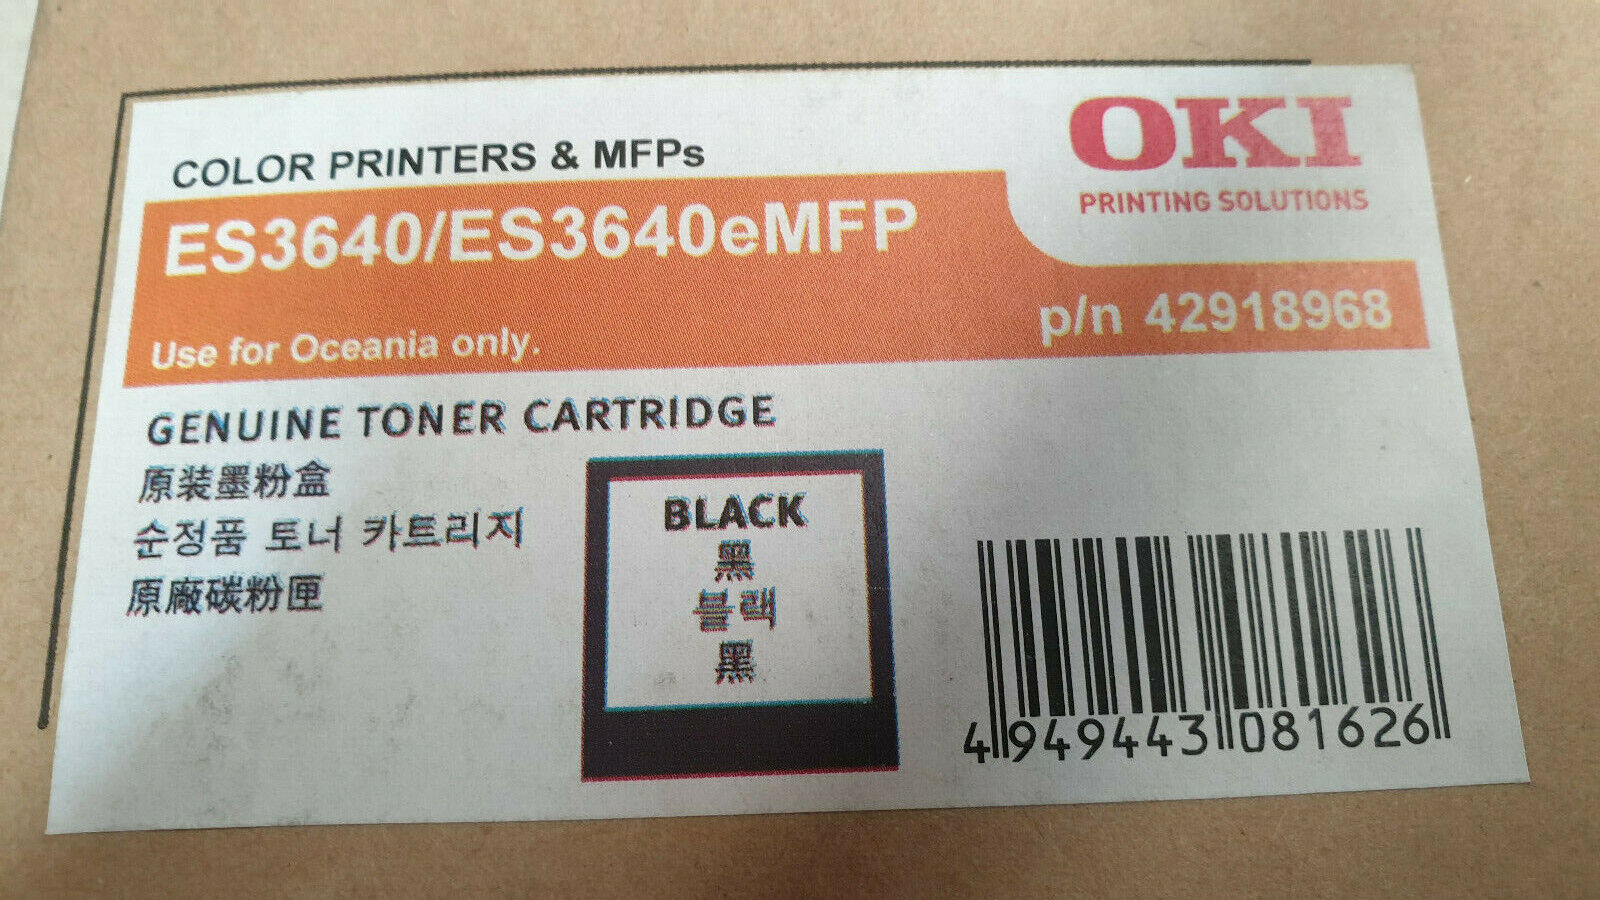 OKI
PRINTING SOLUTIONS
COLOR PRINTERS & MFPs
ES3640/ES3640eMFP
Use for Oceania only.
p/n 42918968
GENUINE TONER CARTRIDGE
原装墨粉盒
순정품 토너 카트리지
原廠碳粉匣
BLACK
黑
블랙
黑
4 949443 081626